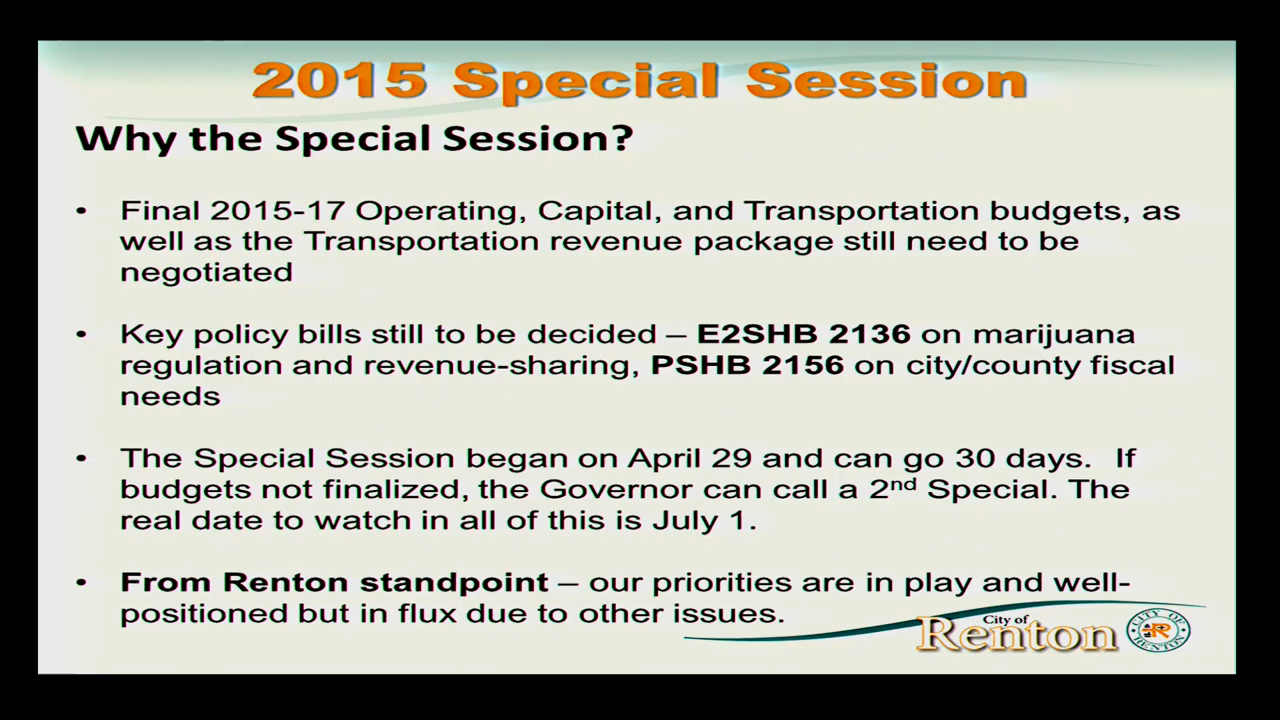 2015 Special Session
Why the Special Session?
• Final 2015-17 Operating, Capital, and Transportation budgets, as
well as the Transportation revenue package still need to be
negotiated
• Key policy bills still to be decided – E2SHB 2136 on marijuana
regulation and revenue-sharing, PSHB 2156 on city/county fiscal
needs
• The Special Session began on April 29 and can go 30 days.  If
budgets not finalized, the Governor can call a 2nd Special. The
real date to watch in all of this is July 1.
• From Renton standpoint – our priorities are in play and well-
positioned but in flux due to other issues.
City of
Renton
CITY OF
R
RENTON